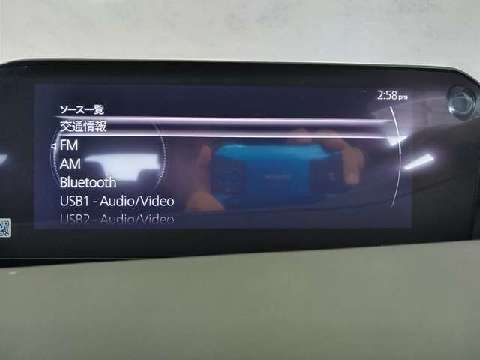 2:58 pm
ソース一覧
交通情報
FM
AM
Bluetooth
USB1 - Audio/Video
USB2 - Audio/Video